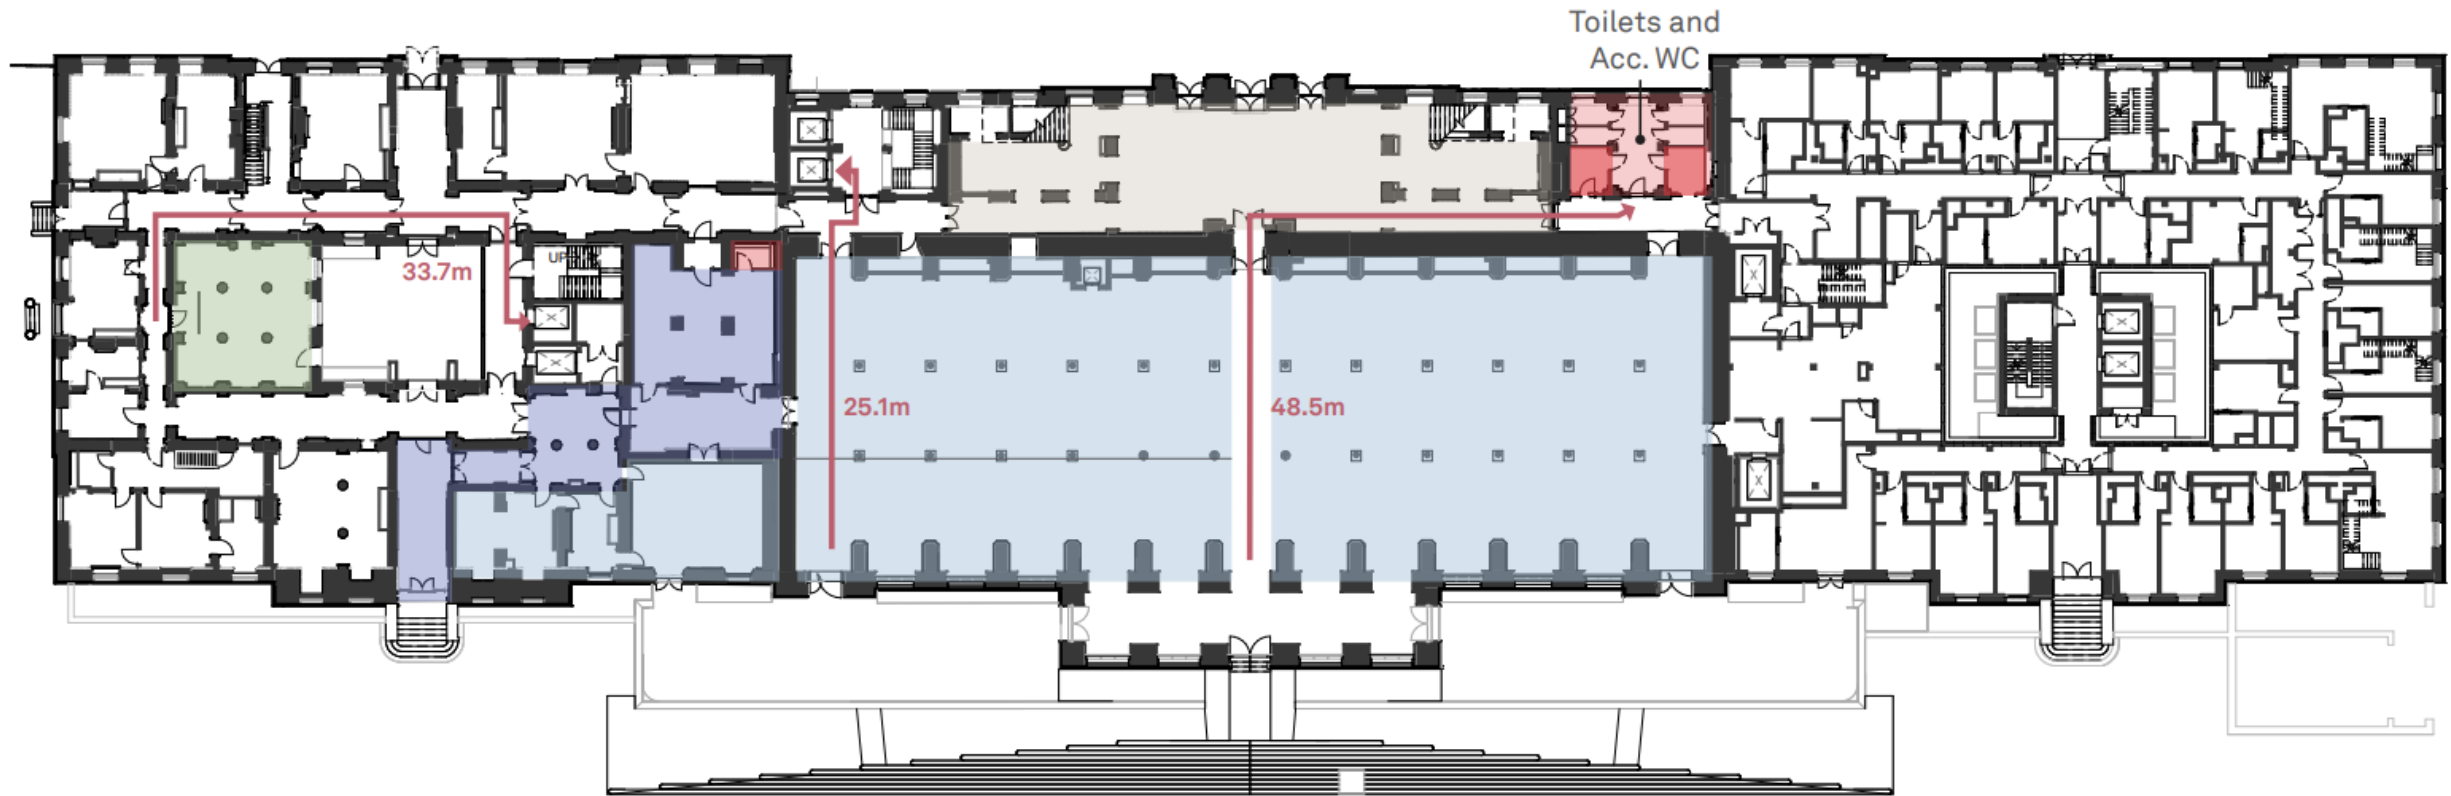 Toilets and
Acc. WC
UP
33.7m
25.1m
48.5m